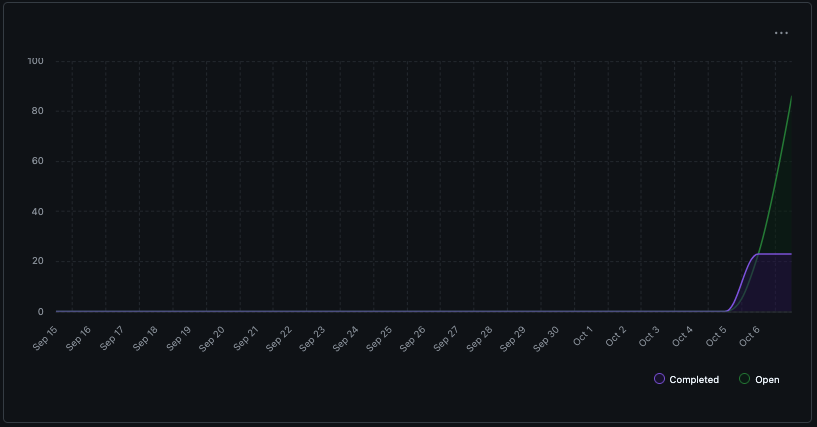 100
80
60
40
20
0
Sep 15
Sep 16
Sep 17
Sep 18
Sep 19
Sep 20
Sep 21
Sep 22
Sep 23
Sep 24
Sep 25
Sep 26
Sep 27
Sep 28
Sep 29
Sep 30
Oct 1
Oct 2
Oct 3
Oct 4
Oct 5
Oct 6
Completed
Open